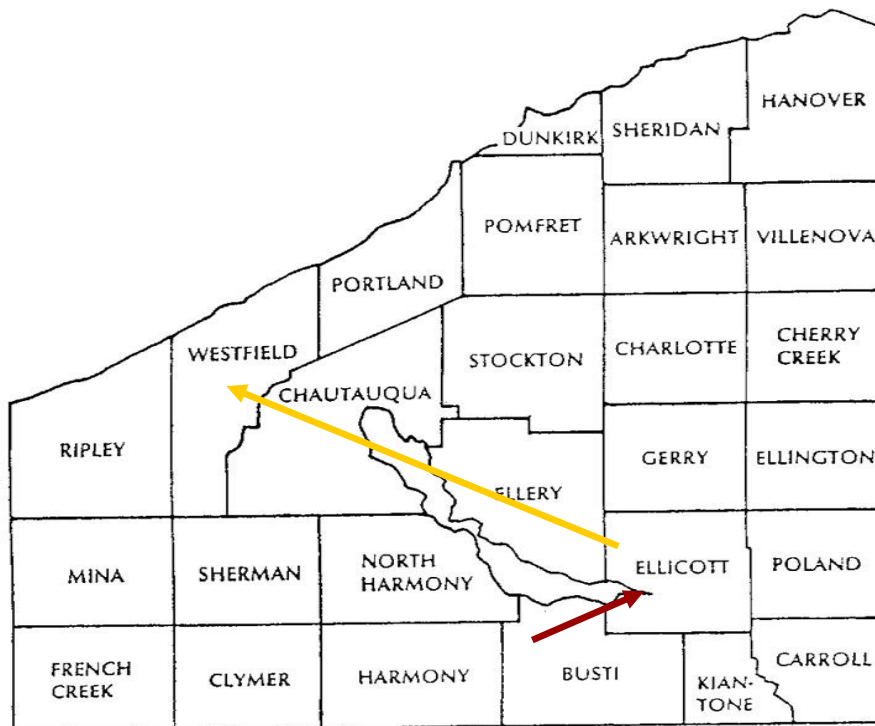 HANOVER
DUNKIRK
SHERIDAN
POMFRET
ARKWRIGHT
VILLENOVA
PORTLAND
WESTFIELD
STOCKTON
CHARLOTTE
CHERRY
CREEK
CHAUTAUQUA
RIPLEY
GERRY
ELLINGTON
ELLERY
MINA
SHERMAN
NORTH
HARMONY
ELLICOTT
POLAND
FRENCH
CREEK
CLYMER
HARMONY
BUSTI
KIAN-
TONE
CARROLL